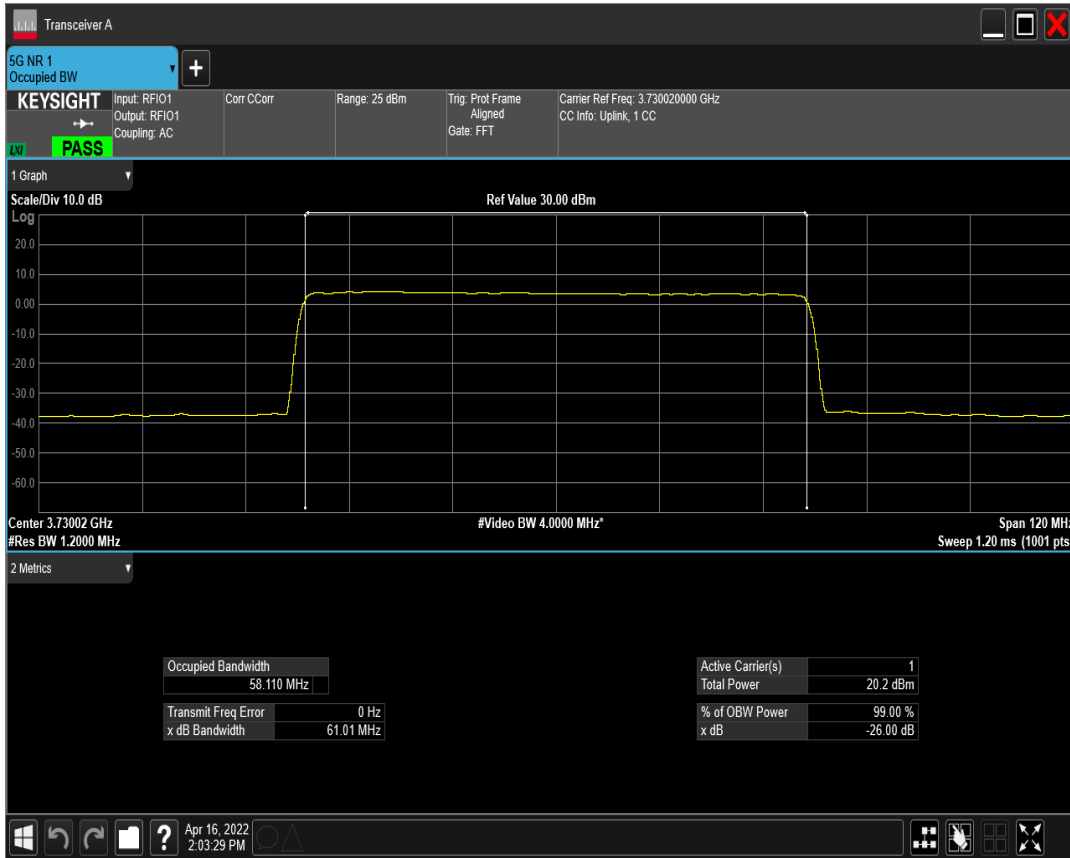 Transceiver A
5G NR 1
Occupied BW
KEYSIGHT
LXI
PASS
Input: RFIO1
Output: RFIO1
Coupling: AC
Corr CCorr
Range: 25 dBm
Trig: Prot Frame
Aligned
Gate: FFT
Carrier Ref Freq: 3.730020000 GHz
CC Info: Uplink, 1 CC
1 Graph
Scale/Div 10.0 dB
Ref Value 30.00 dBm
Log
20.0
10.0
0.00
-10.0
-20.0
-30.0
-40.0
-50.0
-60.0
Center 3.73002 GHz
#Video BW 4.0000 MHz*
Span 120 MHz
#Res BW 1.2000 MHz
Sweep 1.20 ms (1001 pts
2 Metrics
Occupied Bandwidth
58.110 MHz
Transmit Freq Error 0 Hz
x dB Bandwidth 61.01 MHz
Active Carrier(s) 1
Total Power 20.2 dBm
% of OBW Power 99.00 %
x dB -26.00 dB
?
Apr 16, 2022
2:03:29 PM